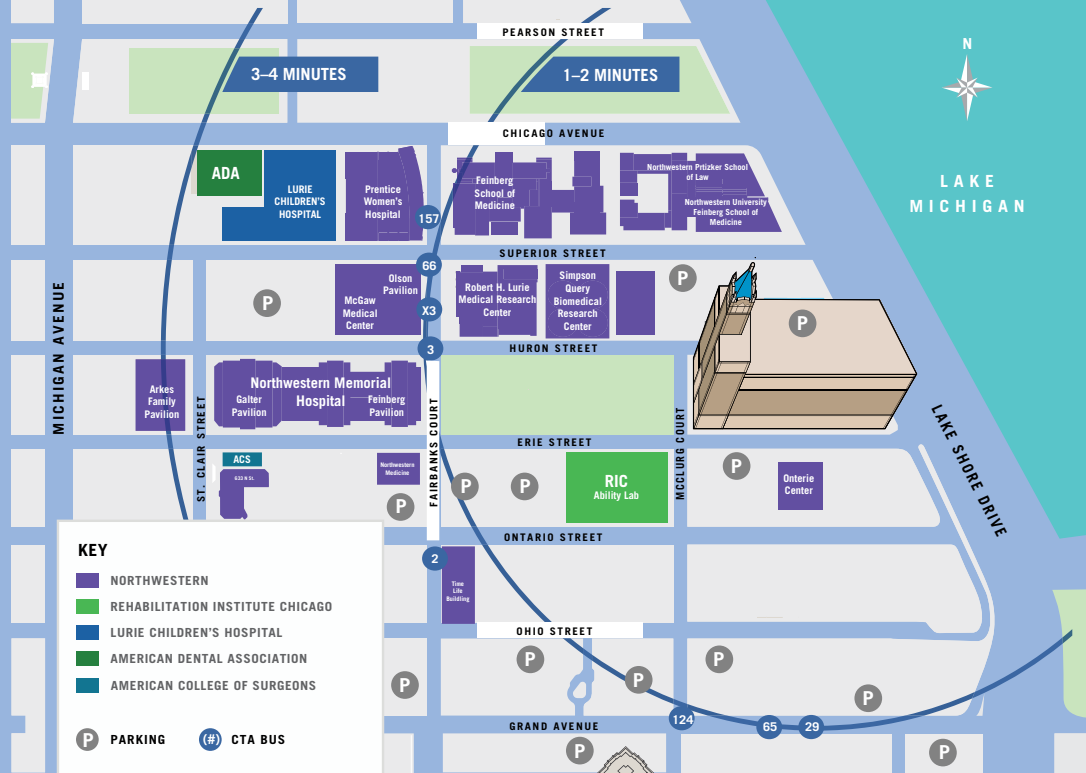 PEARSON STREET
3–4 MINUTES
1–2 MINUTES
N
CHICAGO AVENUE
LAKE
MICHIGAN
ADA
LURIE
CHILDREN'S
HOSPITAL
Prentice
Women's
Hospital
157
Feinberg
School of
Medicine
Northwestern Prtizker School
of Law
Northwestern University
Feinberg School of
Medicine
SUPERIOR STREET
66
P
Olson
Pavilion
McGaw
Medical
Center
X3
Robert H. Lurie
Medical Research
Center
Simpson
Query
Biomedical
Research
Center
P
P
3
HURON STREET
MICHIGAN AVENUE
Arkes
Family
Pavilion
Northwestern Memorial
Hospital
Galter
Pavilion
Feinberg
Pavilion
ST. CLAIR STREET
FAIRBANKS COURT
MCCLURG COURT
LAKE SHORE DRIVE
ERIE STREET
ACS
633 N St.
Northwestern
Medicine
P
P
P
RIC
Ability Lab
P
Onterie
Center
ONTARIO STREET
2
Time
Life
Buildling
OHIO STREET
P
P
P
P
P
GRAND AVENUE
124
65
29
P
P
KEY
NORTHWESTERN
REHABILITATION INSTITUTE CHICAGO
LURIE CHILDREN'S HOSPITAL
AMERICAN DENTAL ASSOCIATION
AMERICAN COLLEGE OF SURGEONS
P PARKING (#) CTA BUS